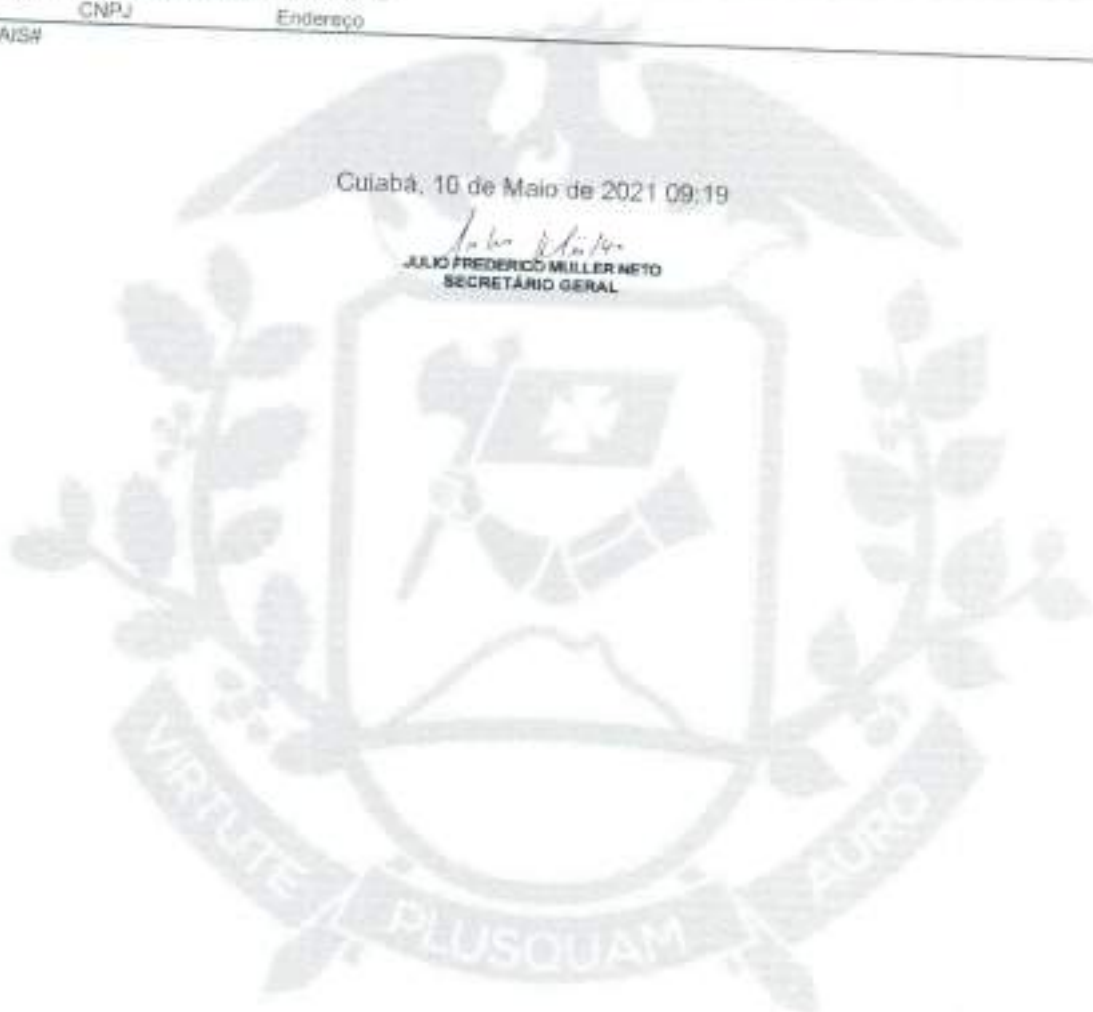 CNPJ Endereço
AIS#
Cuiabá, 10 de Maio de 2021 09:19
JULIO FREDERICO MULLER NETO
SECRETÁRIO GERAL
VIRTUTE PLUSQUAM AURO